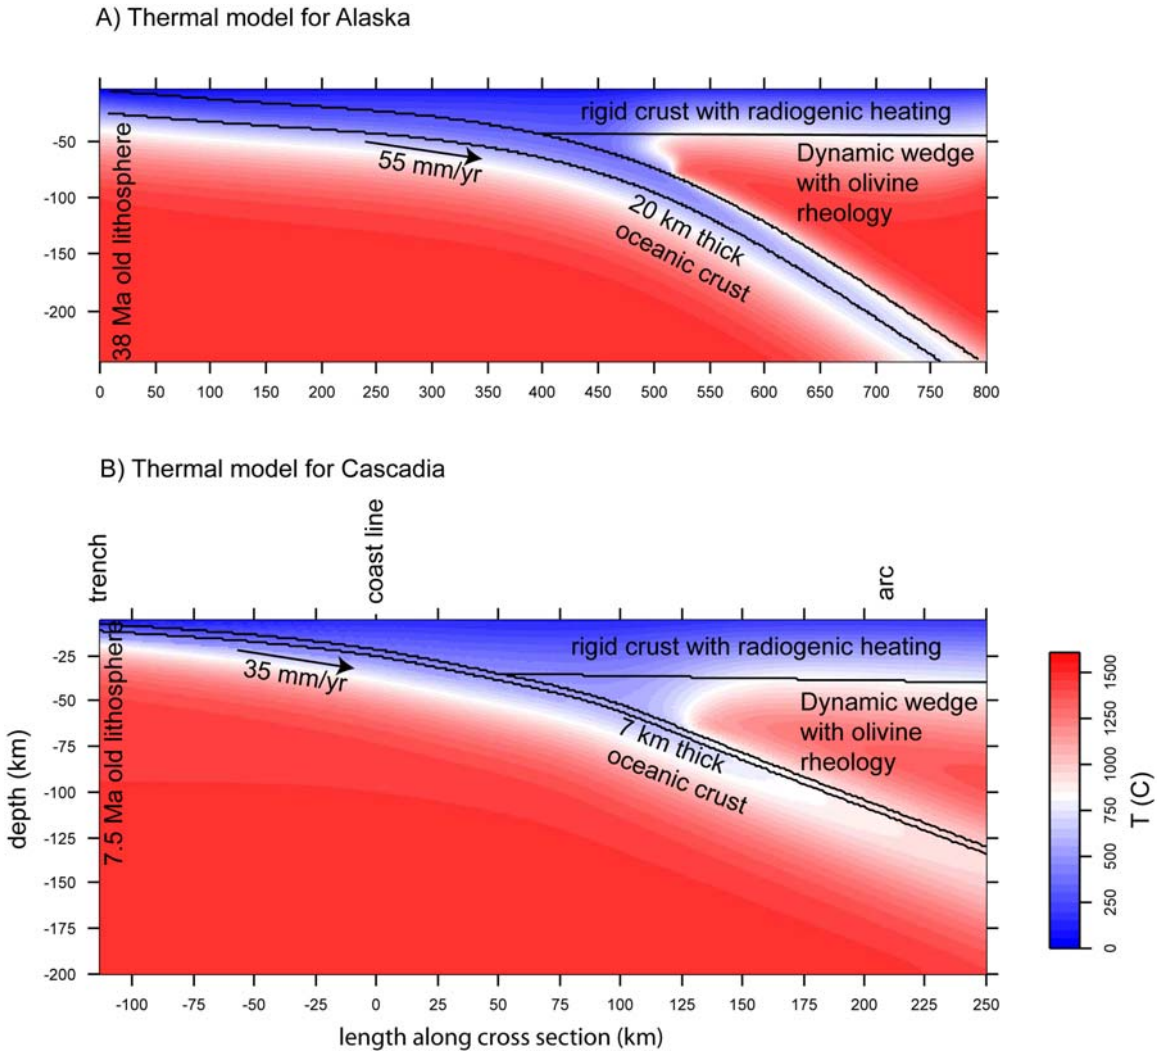 A) Thermal model for Alaska
rigid crust with radiogenic heating
Dynamic wedge
with olivine
rheology
55 mm/yr
20 km thick
oceanic crust
38 Ma old lithosphere
-50
-100
-150
-200
0 50 100 150 200 250 300 350 400 450 500 550 600 650 700 750 800
B) Thermal model for Cascadia
trench
coast line
arc
rigid crust with radiogenic heating
Dynamic wedge
with olivine
rheology
35 mm/yr
7 km thick
oceanic crust
7.5 Ma old lithosphere
depth (km)
-25
-50
-75
-100
-125
-150
-175
-200
-100 -75 -50 -25 0 25 50 75 100 125 150 175 200 225 250
length along cross section (km)
0 250 500 750 1000 1250 1500
T (C)